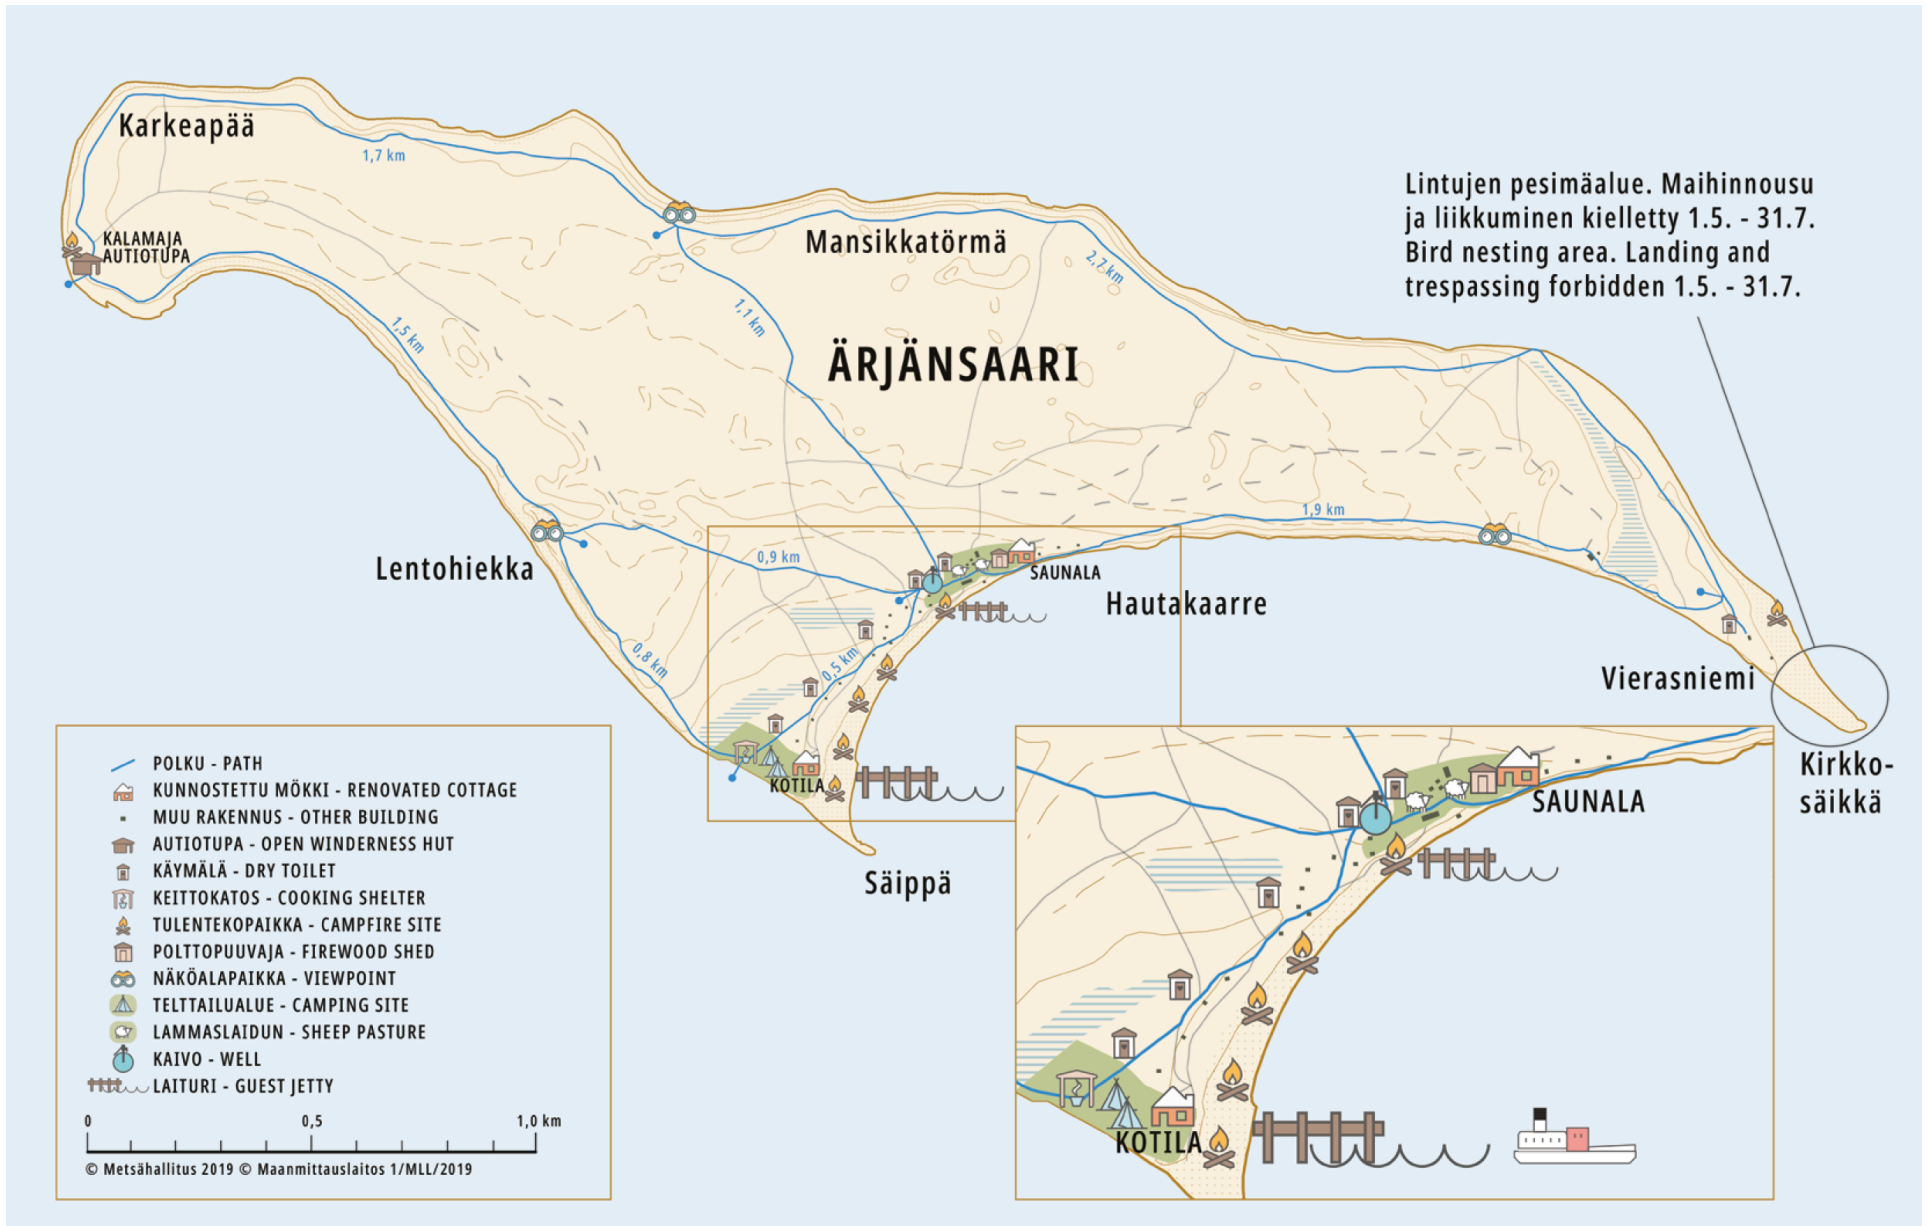 Karkeapää
1,7 km
KALAMAJA
AUTIOTUPA
Mansikkatörmä
2,7 km
Lintujen pesimäalue. Maihinnousu
ja liikkuminen kielletty 1.5. - 31.7.
Bird nesting area. Landing and
trespassing forbidden 1.5. - 31.7.
1,5 km
1,1 km
ÄRJÄNSAARI
1,9 km
Lentohiekka
0,9 km
SAUNALA
Hautakaarre
0,8 km
0,5 km
Vierasniemi
KOTILA
Kirkko-
säikkä
Säippä
SAUNALA
KOTILA
POLKU - PATH
KUNNOSTETTU MÖKKI - RENOVATED COTTAGE
MUU RAKENNUS - OTHER BUILDING
AUTIOTUPA - OPEN WINDERNESS HUT
KÄYMÄLÄ - DRY TOILET
KEITTOKATOS - COOKING SHELTER
TULENTEKOPAIKKA - CAMPFIRE SITE
POLTTOPUUVAJA - FIREWOOD SHED
NÄKÖALAPAIKKA - VIEWPOINT
TELTTAILUALUE - CAMPING SITE
LAMMASLAIDUN - SHEEP PASTURE
KAIVO - WELL
LAITURI - GUEST JETTY
0 0,5 1,0 km
© Metsähallitus 2019 © Maanmittauslaitos 1/MLL/2019